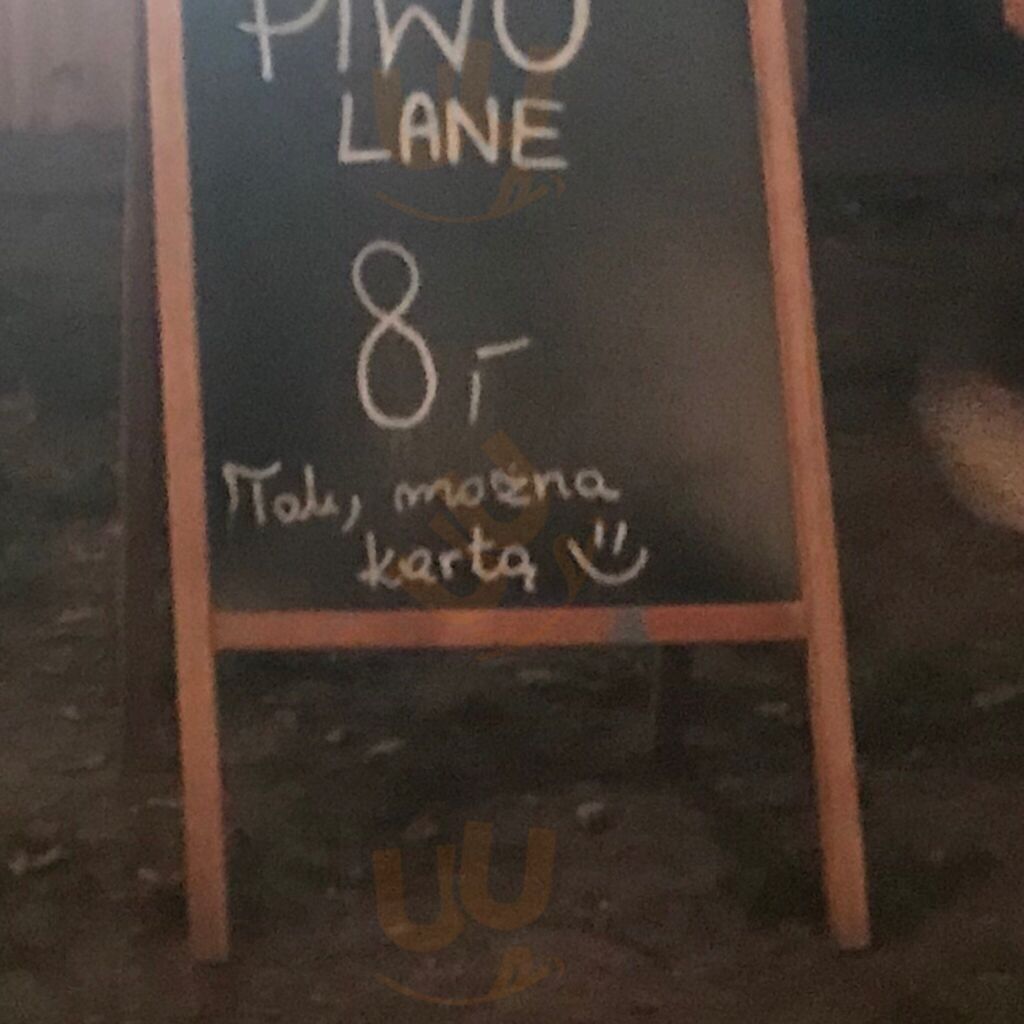 PIWO
LANE
8,-
Tak, można
kartą